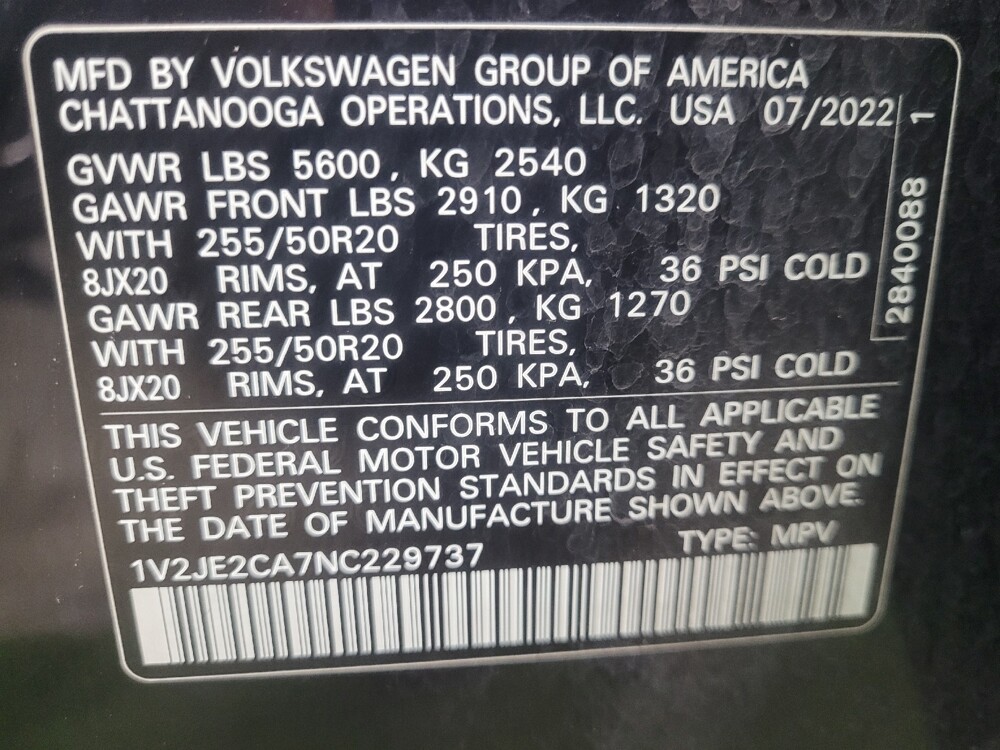 MFD BY VOLKSWAGEN GROUP OF AMERICA
CHATTANOOGA OPERATIONS, LLC. USA 07/2022
GVWR LBS 5600, KG 2540
GAWR FRONT LBS 2910, KG 1320
WITH 255/50R20 TIRES,
8JX20 RIMS, AT 250 KPA, 36 PSI COLD
GAWR REAR LBS 2800, KG 1270
WITH 255/50R20 TIRES,
8JX20 RIMS, AT 250 KPA, 36 PSI COLD
2840088 1
THIS VEHICLE CONFORMS TO ALL APPLICABLE
U.S. FEDERAL MOTOR VEHICLE SAFETY AND
THEFT PREVENTION STANDARDS IN EFFECT ON
THE DATE OF MANUFACTURE SHOWN ABOVE.
1V2JE2CA7NC229737 TYPE: MPV